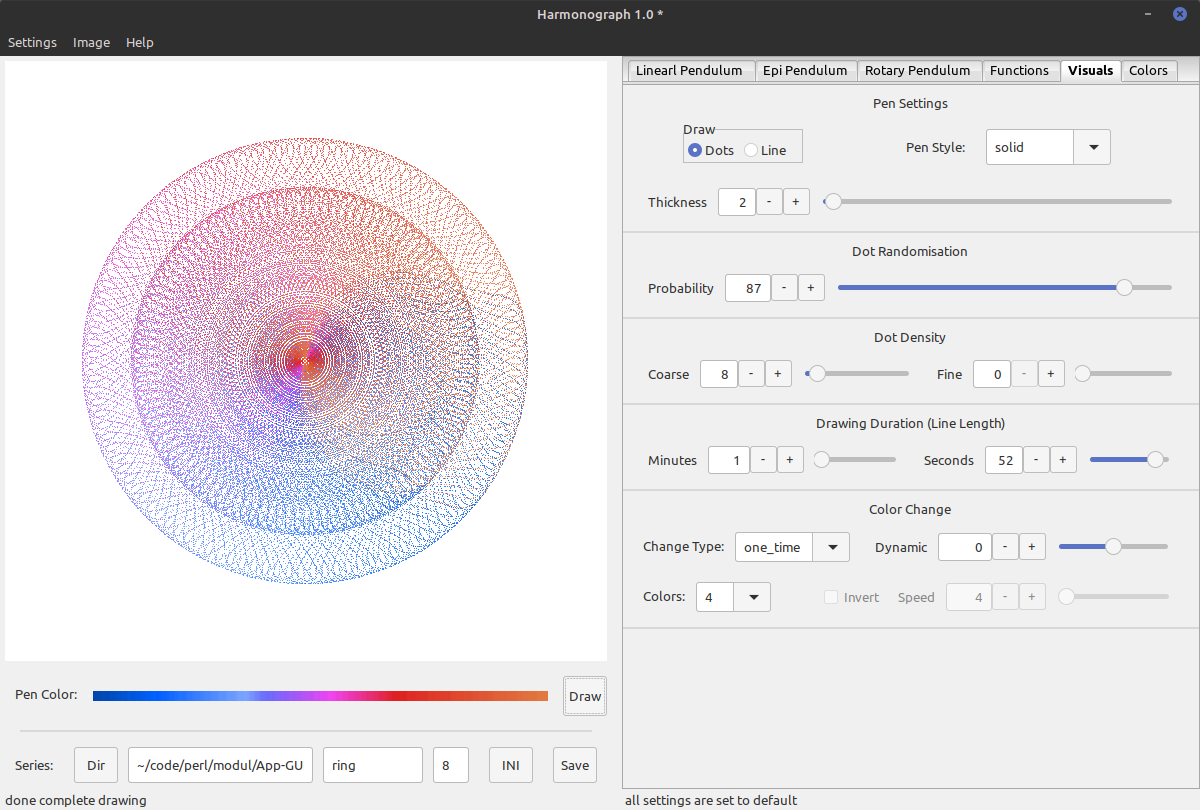 Harmonograph 1.0 *
Settings Image Help
Linearl Pendulum Epi Pendulum Rotary Pendulum Functions Visuals Colors
Pen Settings
Draw
Dots Line
Pen Style: solid
Thickness 2 - +
Dot Randomisation
Probability 87 - +
Dot Density
Coarse 8 - + Fine 0 - +
Drawing Duration (Line Length)
Minutes 1 - + Seconds 52 - +
Color Change
Change Type: one_time Dynamic 0 - +
Colors: 4 Invert Speed 4 - +
Pen Color: Draw
Series: Dir ~/code/perl/modul/App-GU ring 8 INI Save
done complete drawing
all settings are set to default